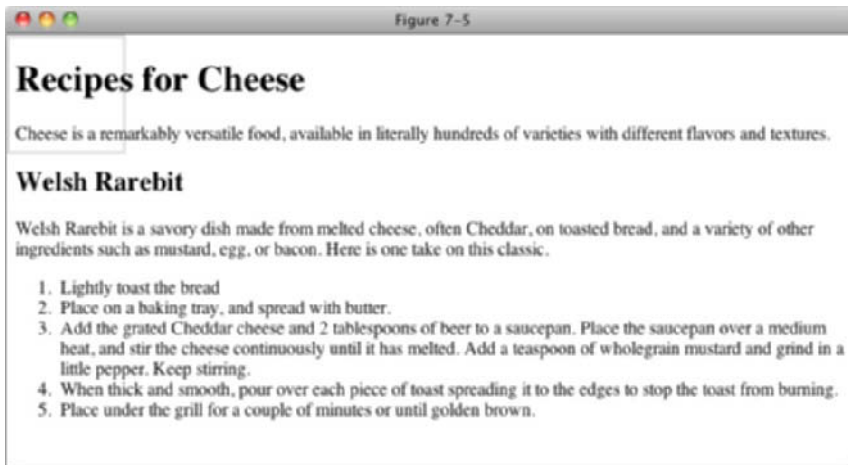 Figure 7-5
Recipes for Cheese
Cheese is a remarkably versatile food, available in literally hundreds of varieties with different flavors and textures.
Welsh Rarebit
Welsh Rarebit is a savory dish made from melted cheese, often Cheddar, on toasted bread, and a variety of other
ingredients such as mustard, egg, or bacon. Here is one take on this classic.
1. Lightly toast the bread
2. Place on a baking tray, and spread with butter.
3. Add the grated Cheddar cheese and 2 tablespoons of beer to a saucepan. Place the saucepan over a medium
heat, and stir the cheese continuously until it has melted. Add a teaspoon of wholegrain mustard and grind in a
little pepper. Keep stirring.
4. When thick and smooth, pour over each piece of toast spreading it to the edges to stop the toast from burning.
5. Place under the grill for a couple of minutes or until golden brown.